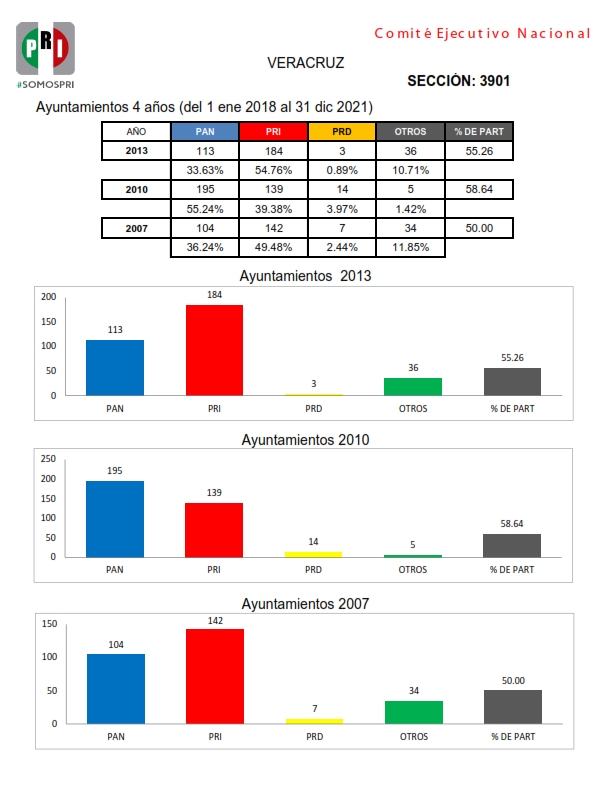 Comité Ejecutivo Nacional
PRI
#SOMOSPRI
VERACRUZ
SECCIÓN: 3901
Ayuntamientos 4 años (del 1 ene 2018 al 31 dic 2021)
AÑO PAN PRI PRD OTROS % DE PART
2013 113 184 3 36 55.26
33.63% 54.76% 0.89% 10.71%
2010 195 139 14 5 58.64
55.24% 39.38% 3.97% 1.42%
2007 104 142 7 34 50.00
36.24% 49.48% 2.44% 11.85%
Ayuntamientos 2013
200
150
100
50
0
113 184 3 36 55.26
PAN PRI PRD OTROS % DE PART
Ayuntamientos 2010
250
200
150
100
50
0
195 139 14 5 58.64
PAN PRI PRD OTROS % DE PART
Ayuntamientos 2007
150
100
50
0
104 142 7 34 50.00
PAN PRI PRD OTROS % DE PART